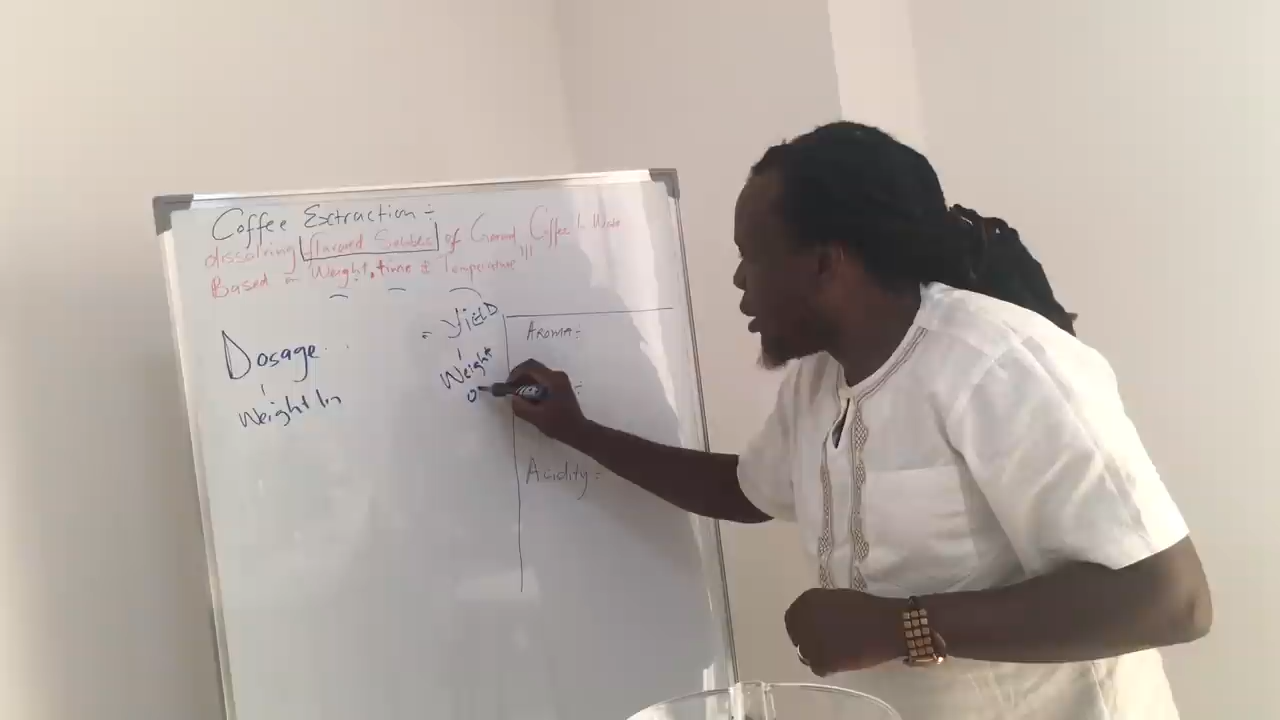 Coffee Extraction ÷
dissolving flavored Solubles of Ground Coffee in Water
Based on Weight, time & Temperature !!!
Dosage
Weight In
= Yield
Weight
o
AROMA:
Acidity: